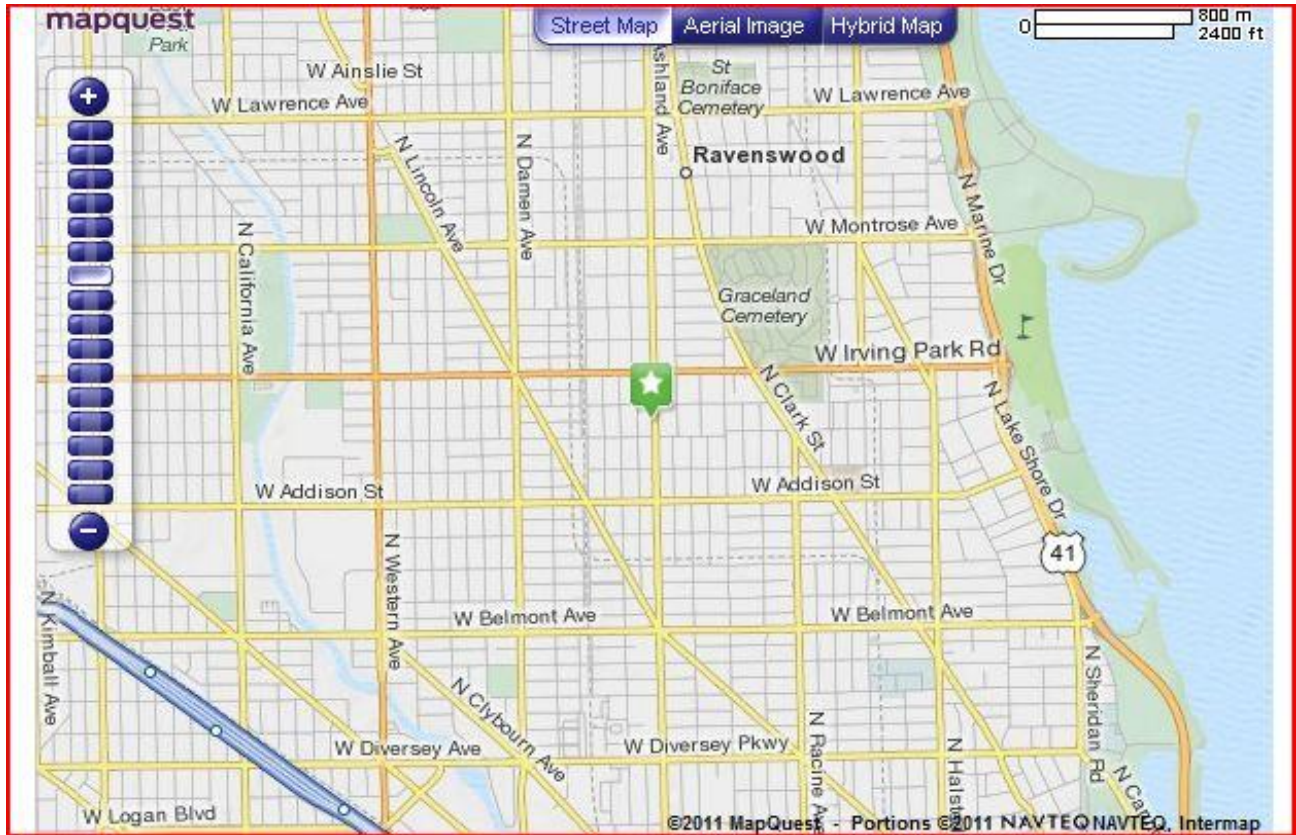 mapquest
Street Map
Aerial Image
Hybrid Map
0
800 m
2400 ft
Park
W Ainslie St
Ashland Ave
St
Boniface
Cemetery
W Lawrence Ave
W Lawrence Ave
N Lincoln Ave
N Damen Ave
Ravenswood
N Marine Dr
N California Ave
W Montrose Ave
Graceland
Cemetery
W Irving Park Rd
N Clark St
N Lake Shore Dr
W Addison St
W Addison St
41
N Western Ave
N Kimball Ave
W Belmont Ave
W Belmont Ave
N Clybourn Ave
N Sheridan Rd
W Diversey Ave
W Diversey Pkwy
N Racine Av
N Halst
N Can
W Logan Blvd
©2011 MapQuest - Portions ©2011 NAVTEQ NAVTEQ, Intermap